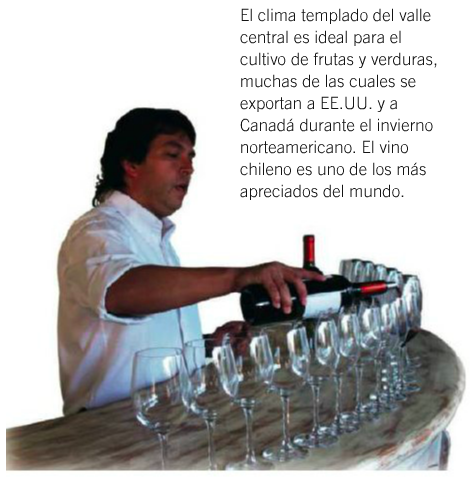 El clima templado del valle
central es ideal para el
cultivo de frutas y verduras,
muchas de las cuales se
exportan a EE.UU. y a
Canadá durante el invierno
norteamericano. El vino
chileno es uno de los más
apreciados del mundo.